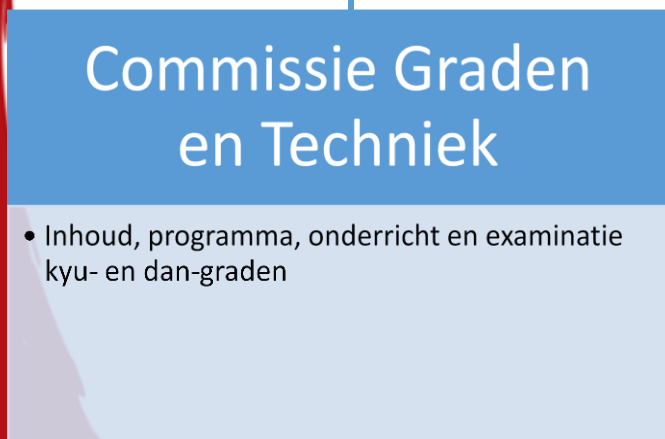 Commissie Graden
en Techniek
• Inhoud, programma, onderricht en examinatie
kyu- en dan-graden